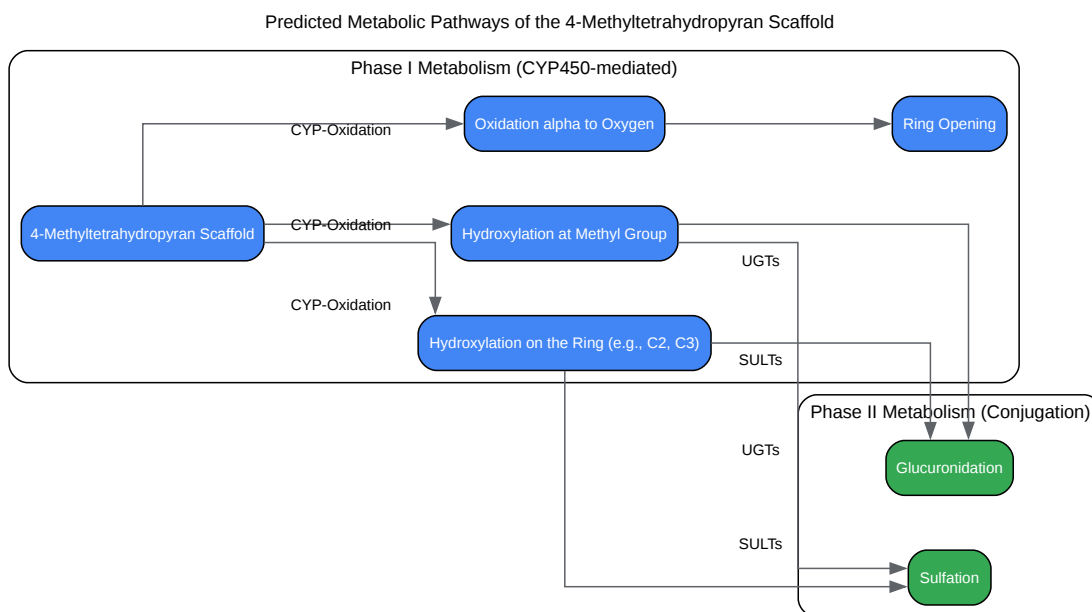 Predicted Metabolic Pathways of the 4-Methyltetrahydropyran Scaffold
Phase I Metabolism (CYP450-mediated)
CYP-Oxidation
Oxidation alpha to Oxygen
Ring Opening
4-Methyltetrahydropyran Scaffold
CYP-Oxidation
Hydroxylation at Methyl Group
UGTs
CYP-Oxidation
Hydroxylation on the Ring (e.g., C2, C3)
SULTs
Phase II Metabolism (Conjugation)
UGTs
Glucuronidation
SULTs
Sulfation